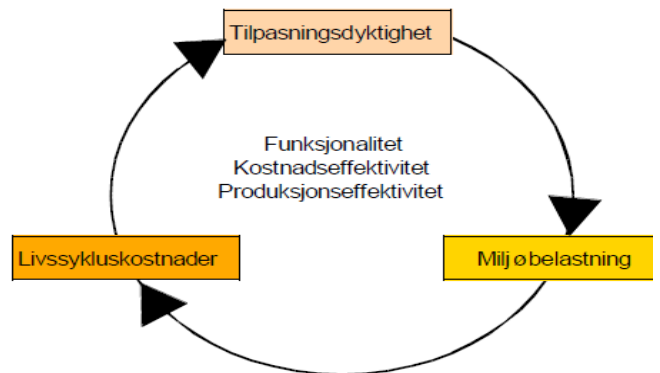 Tilpasningsdyktighet
Funksjonalitet
Kostnadseffektivitet
Produksjonseffektivitet
Livssykluskostnader
Miljøbelastning